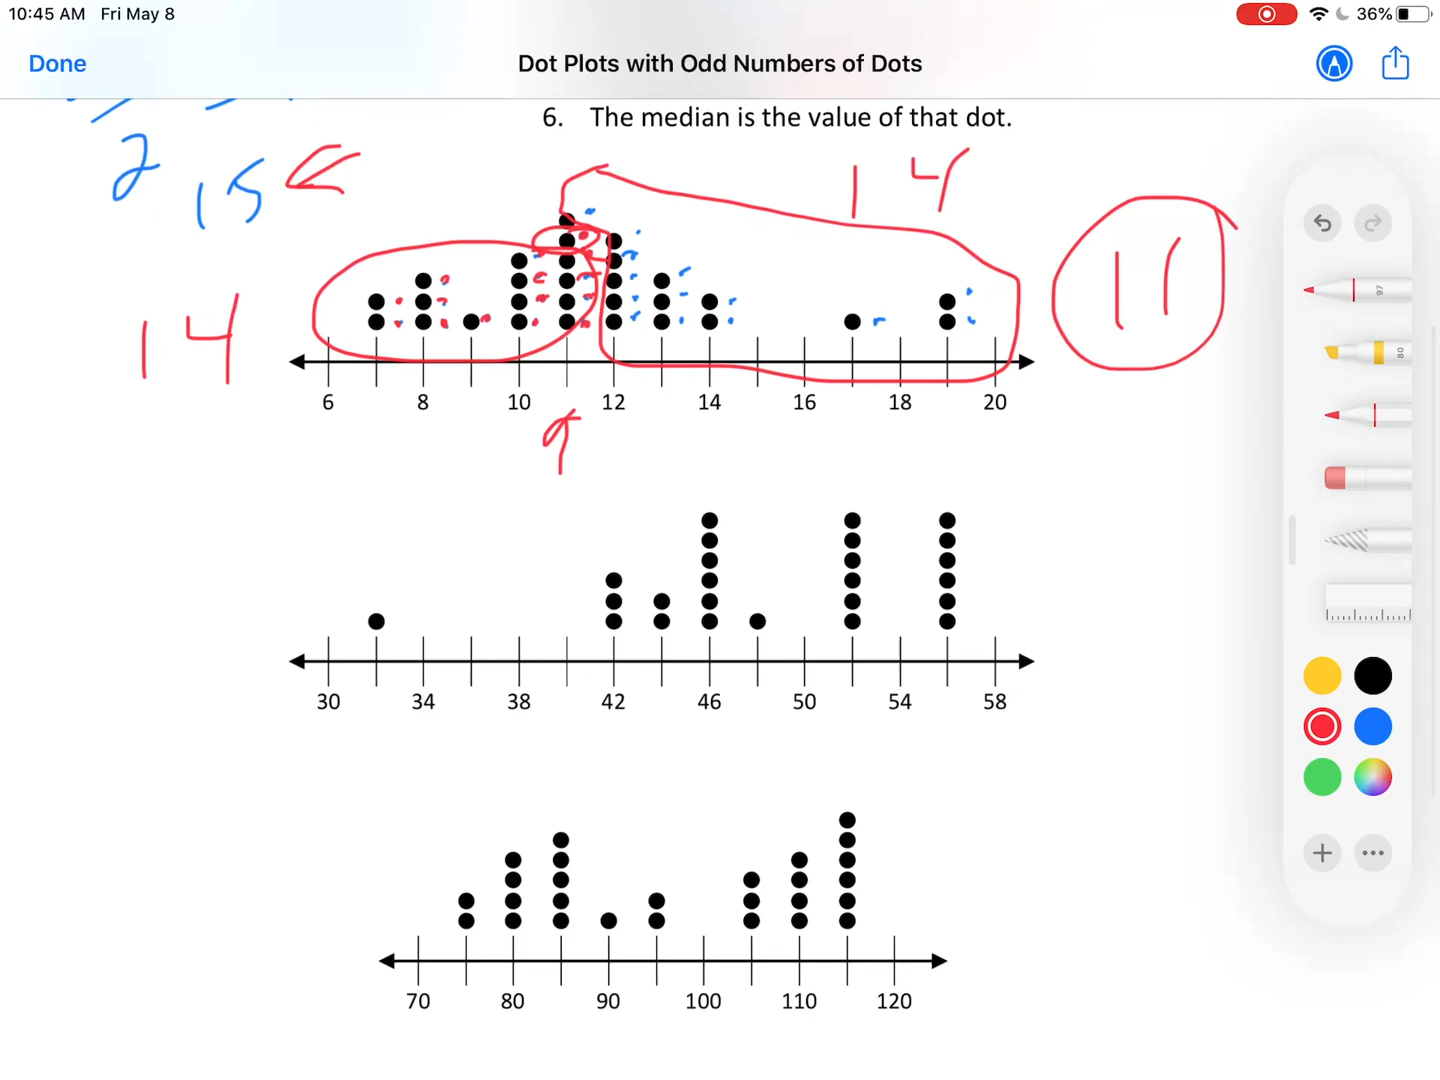 10:45 AM Fri May 8
36%
Done
Dot Plots with Odd Numbers of Dots
6. The median is the value of that dot.
2
15
14
14
11
6 8 10 12 14 16 18 20
97
80
30 34 38 42 46 50 54 58
70 80 90 100 110 120